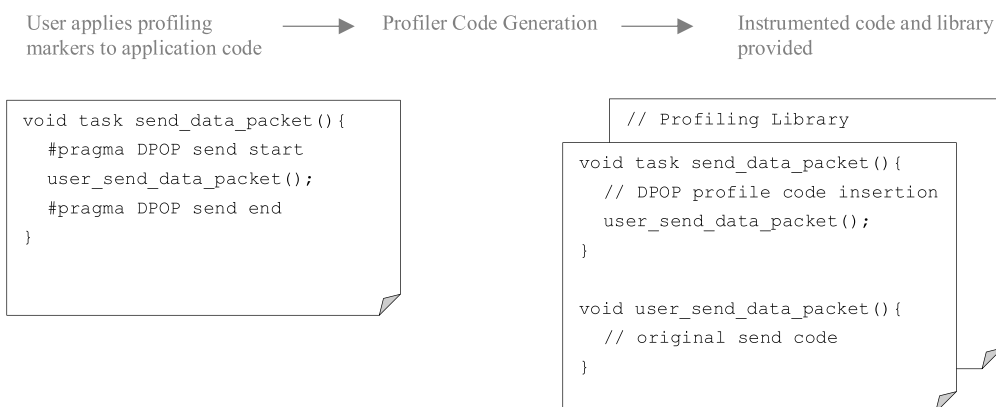 User applies profiling
markers to application code
Profiler Code Generation
Instrumented code and library
provided
void task send_data_packet(){
#pragma DPOP send start
user_send_data_packet();
#pragma DPOP send end
}
// Profiling Library
void task send_data_packet(){
// DPOP profile code insertion
user_send_data_packet();
}
void user_send_data_packet(){
// original send code
}